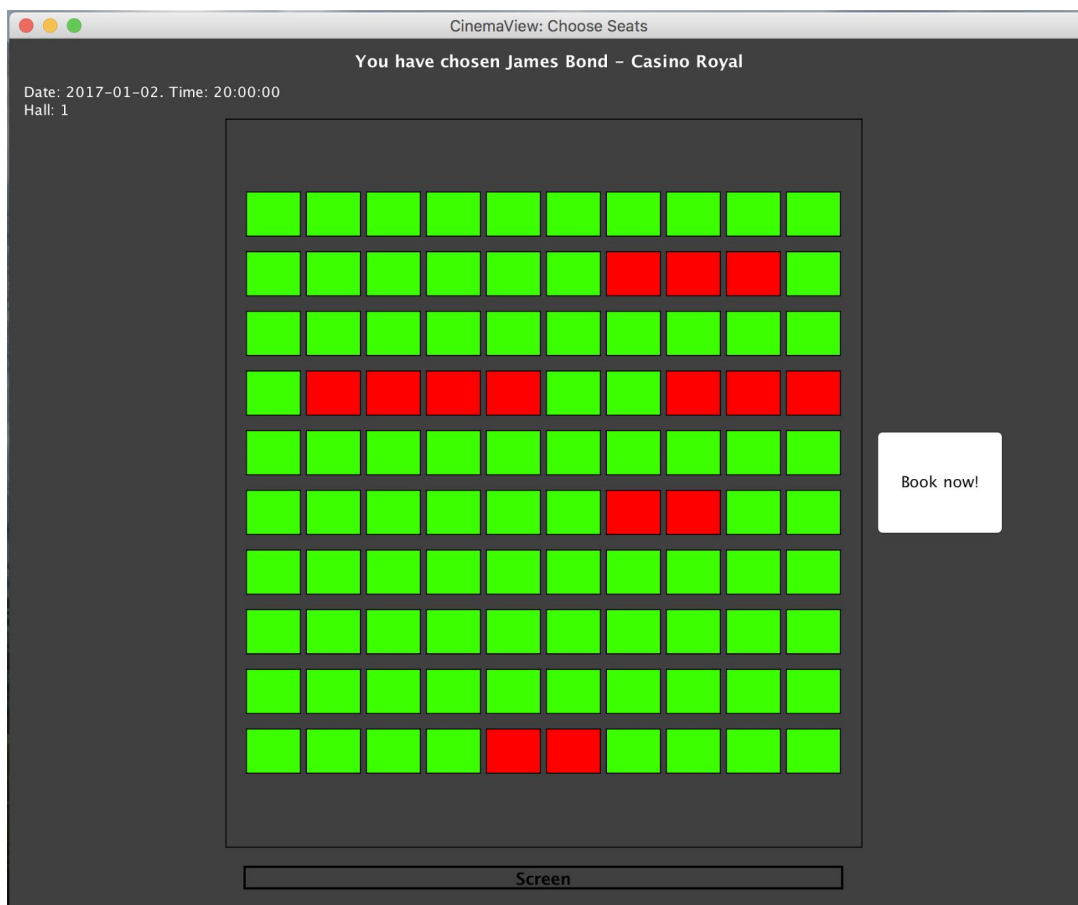 CinemaView: Choose Seats
You have chosen James Bond - Casino Royal
Date: 2017-01-02. Time: 20:00:00
Hall: 1
Book now!
Screen